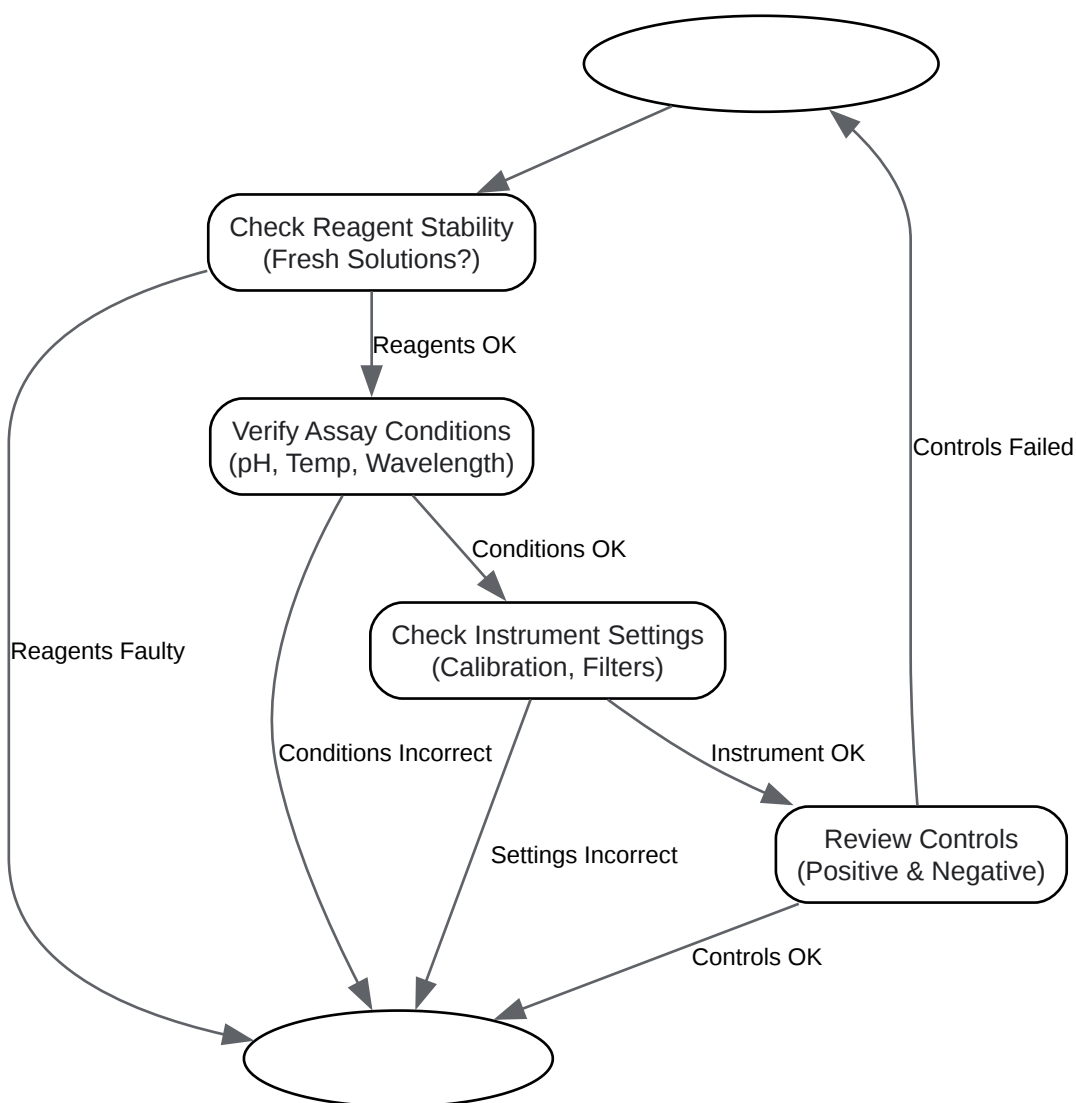 Check Reagent Stability
(Fresh Solutions?)
Reagents OK
Verify Assay Conditions
(pH, Temp, Wavelength)
Controls Failed
Conditions OK
Check Instrument Settings
(Calibration, Filters)
Reagents Faulty
Conditions Incorrect
Instrument OK
Review Controls
(Positive & Negative)
Settings Incorrect
Controls OK